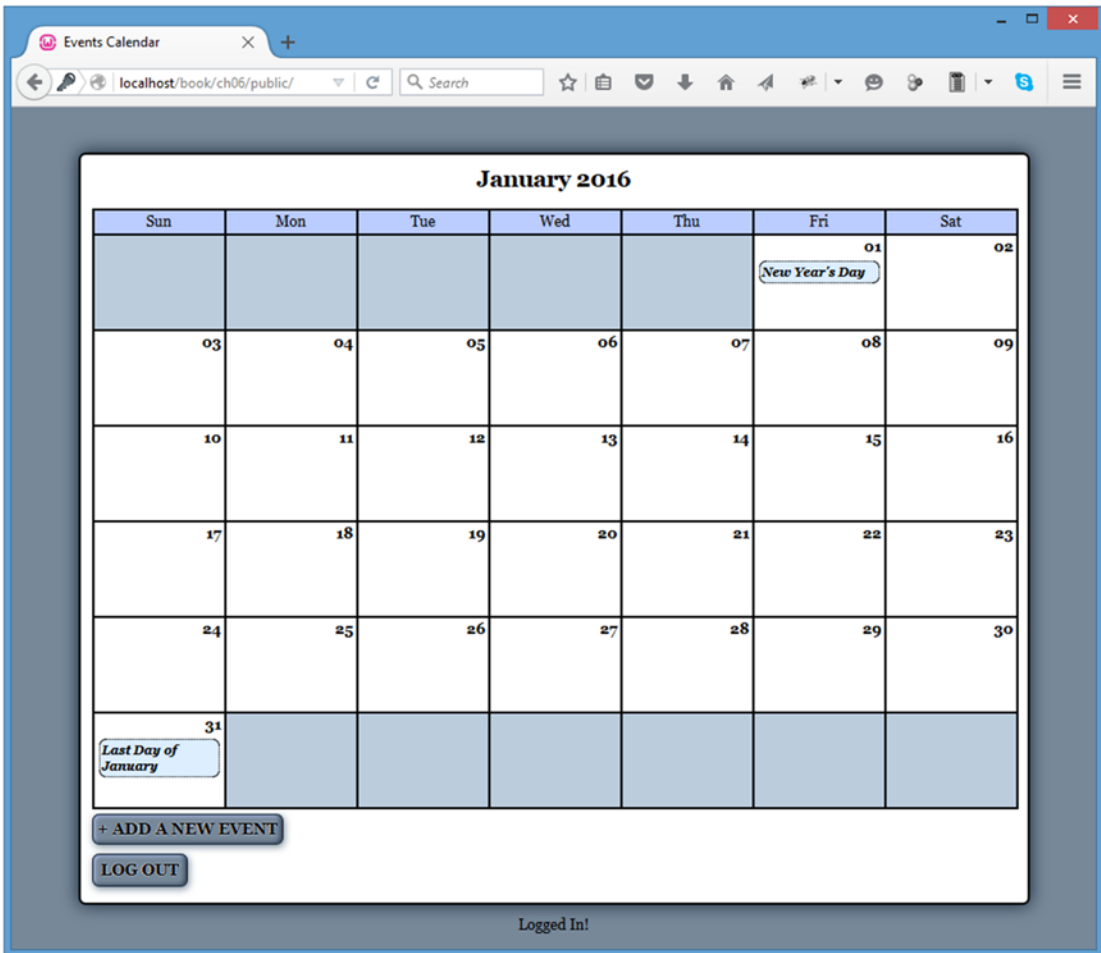 Events Calendar
localhost/book/ch06/public/
Search
January 2016
Sun Mon Tue Wed Thu Fri Sat
01 02
New Year's Day
03 04 05 06 07 08 09
10 11 12 13 14 15 16
17 18 19 20 21 22 23
24 25 26 27 28 29 30
31
Last Day of
January
+ ADD A NEW EVENT
LOG OUT
Logged In!